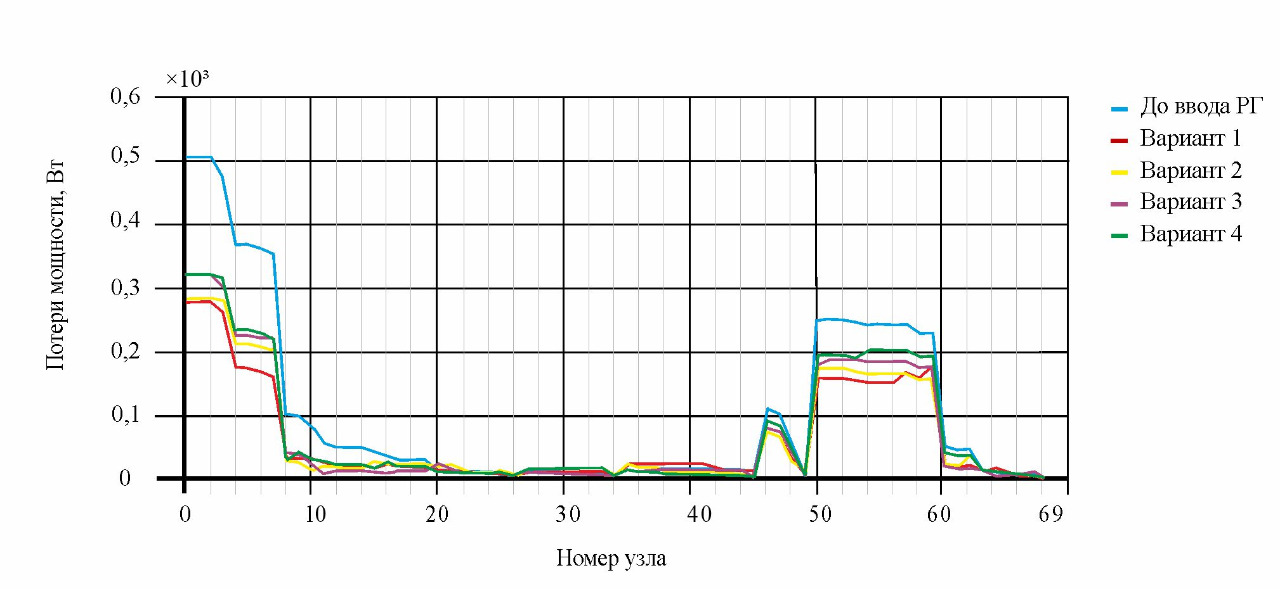 ×10³
0,6
0,5
0,4
0,3
0,2
0,1
0
Потери мощности, Вт
0 10 20 30 40 50 60 69
Номер узла
До ввода РГ
Вариант 1
Вариант 2
Вариант 3
Вариант 4